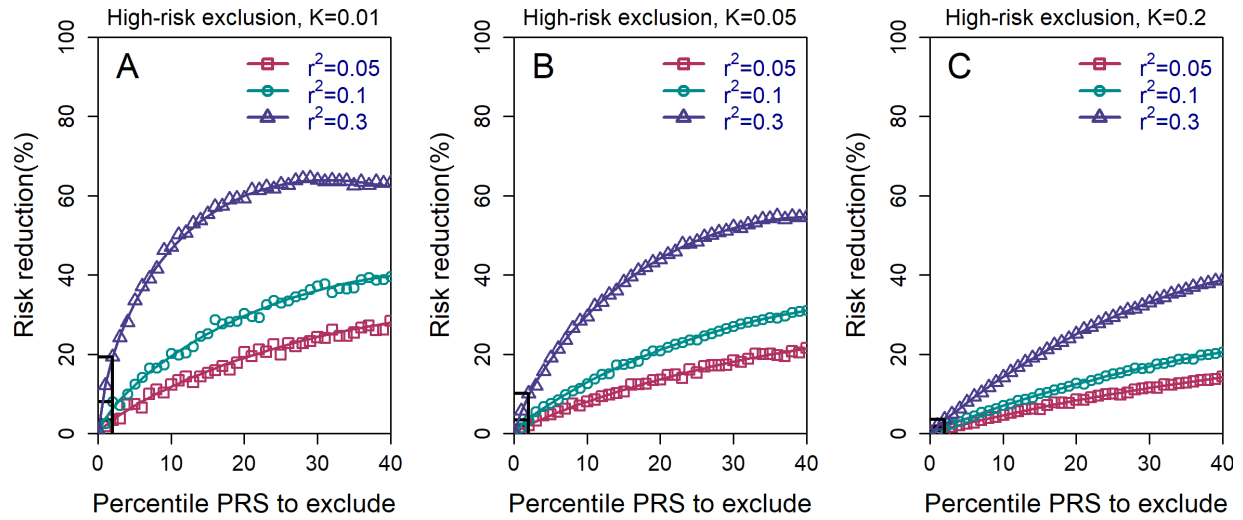 High-risk exclusion, K=0.01
A
r²=0.05
r²=0.1
r²=0.3
Risk reduction(%)
0 20 40 60 80 100
0 10 20 30 40
Percentile PRS to exclude
High-risk exclusion, K=0.05
B
r²=0.05
r²=0.1
r²=0.3
Risk reduction(%)
0 20 40 60 80 100
0 10 20 30 40
Percentile PRS to exclude
High-risk exclusion, K=0.2
C
r²=0.05
r²=0.1
r²=0.3
Risk reduction(%)
0 20 40 60 80 100
0 10 20 30 40
Percentile PRS to exclude